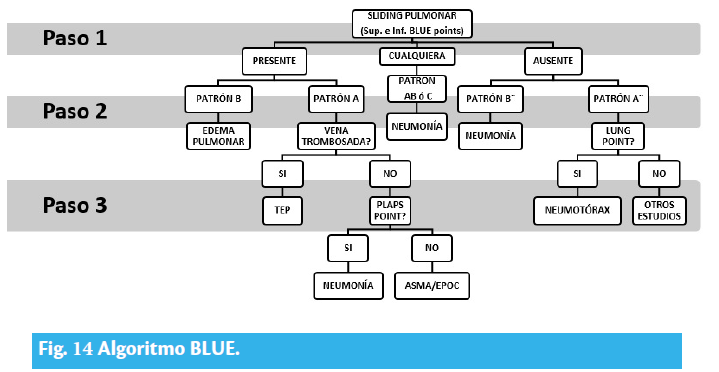 SLIDING PULMONAR
(Sup. e Inf. BLUE points)
Paso 1
PRESENTE
CUALQUIERA
AUSENTE
PATRON
AB ó C
PATRÓN B
PATRÓN A
PATRÓN B¨
PATRÓN A¨
Paso 2
NEUMONÍA
EDEMA
PULMONAR
VENA
TROMBOSADA?
NEUMONÍA
LUNG
POINT?
SI
NO
SI
NO
Paso 3
TEP
PLAPS
POINT?
NEUMOTÓRAX
OTROS
ESTUDIOS
SI
NO
NEUMONÍA
ASMA/EPOC
Fig. 14 Algoritmo BLUE.